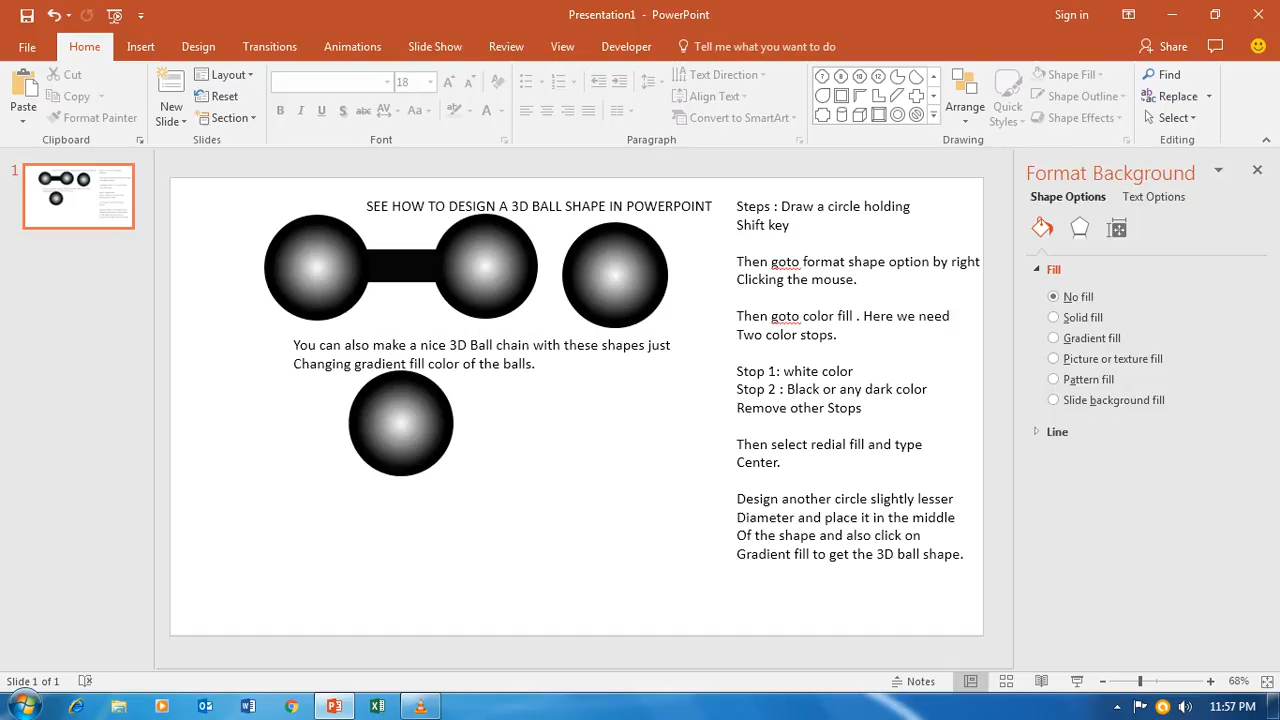 Presentation1 - PowerPoint
Sign in
File
Home
Insert
Design
Transitions
Animations
Slide Show
Review
View
Developer
Tell me what you want to do
Share
Paste
Cut
Copy
Format Painter
Clipboard
New
Slide
Layout
Reset
Section
Slides
18
B I U S abc AV Aa A
Font
Text Direction
Align Text
Convert to SmartArt
Paragraph
Arrange
Quick
Styles
Shape Fill
Shape Outline
Shape Effects
Drawing
Find
Replace
Select
Editing
1
SEE HOW TO DESIGN A 3D BALL SHAPE IN POWERPOINT
You can also make a nice 3D Ball chain with these shapes just
Changing gradient fill color of the balls.
Steps : Draw a circle holding
Shift key
Then goto format shape option by right
Clicking the mouse.
Then goto color fill . Here we need
Two color stops.
Stop 1: white color
Stop 2 : Black or any dark color
Remove other Stops
Then select redial fill and type
Center.
Design another circle slightly lesser
Diameter and place it in the middle
Of the shape and also click on
Gradient fill to get the 3D ball shape.
Format Background
Shape Options
Text Options
Fill
No fill
Solid fill
Gradient fill
Picture or texture fill
Pattern fill
Slide background fill
Line
Slide 1 of 1
Notes
68%
11:57 PM